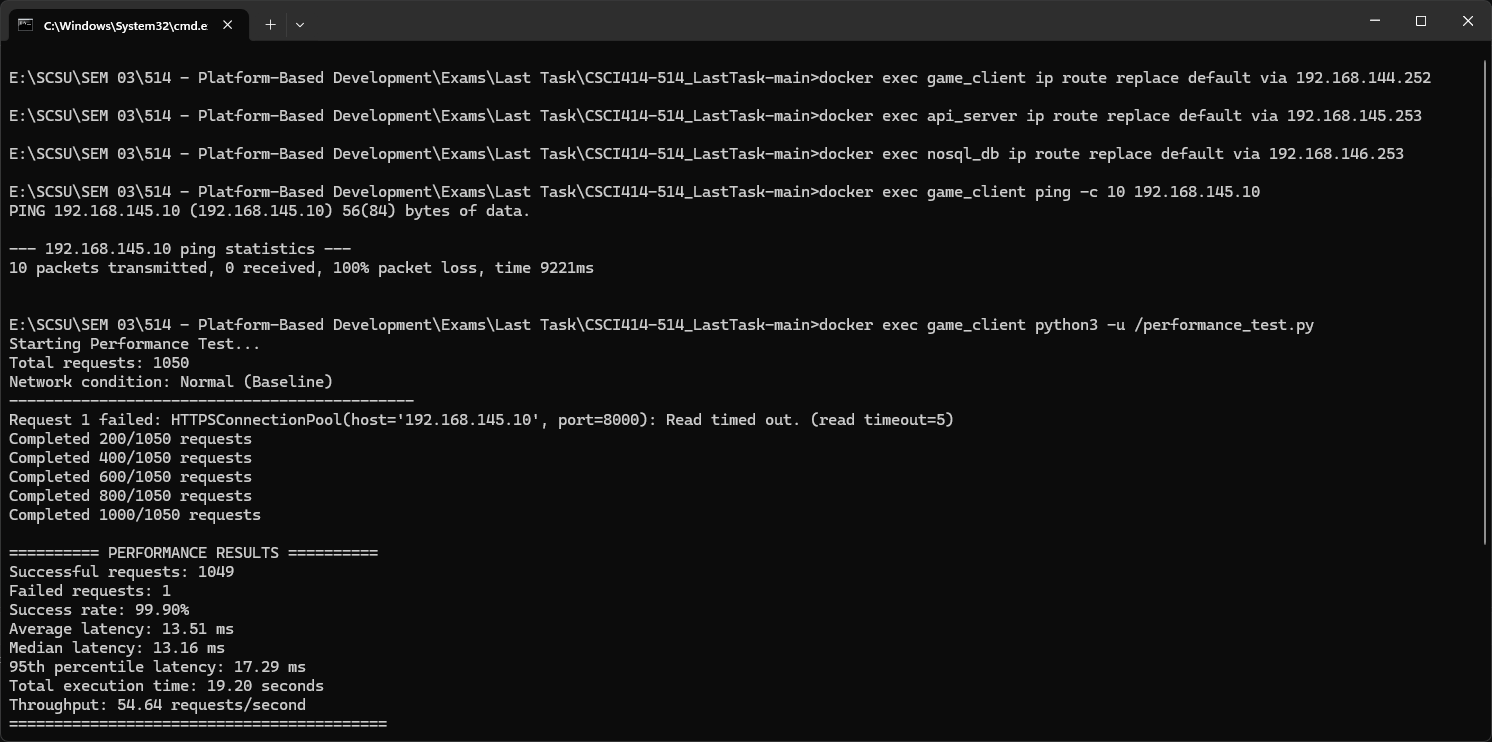 C:\Windows\System32\cmd.e
E:\SCSU\SEM 03\514 - Platform-Based Development\Exams\Last Task\CSCI414-514_LastTask-main>docker exec game_client ip route replace default via 192.168.144.252
E:\SCSU\SEM 03\514 - Platform-Based Development\Exams\Last Task\CSCI414-514_LastTask-main>docker exec api_server ip route replace default via 192.168.145.253
E:\SCSU\SEM 03\514 - Platform-Based Development\Exams\Last Task\CSCI414-514_LastTask-main>docker exec nosql_db ip route replace default via 192.168.146.253
E:\SCSU\SEM 03\514 - Platform-Based Development\Exams\Last Task\CSCI414-514_LastTask-main>docker exec game_client ping -c 10 192.168.145.10
PING 192.168.145.10 (192.168.145.10) 56(84) bytes of data.
--- 192.168.145.10 ping statistics ---
10 packets transmitted, 0 received, 100% packet loss, time 9221ms
E:\SCSU\SEM 03\514 - Platform-Based Development\Exams\Last Task\CSCI414-514_LastTask-main>docker exec game_client python3 -u /performance_test.py
Starting Performance Test...
Total requests: 1050
Network condition: Normal (Baseline)
---------------------------------------------
Request 1 failed: HTTPSConnectionPool(host='192.168.145.10', port=8000): Read timed out. (read timeout=5)
Completed 200/1050 requests
Completed 400/1050 requests
Completed 600/1050 requests
Completed 800/1050 requests
Completed 1000/1050 requests
========== PERFORMANCE RESULTS ==========
Successful requests: 1049
Failed requests: 1
Success rate: 99.90%
Average latency: 13.51 ms
Median latency: 13.16 ms
95th percentile latency: 17.29 ms
Total execution time: 19.20 seconds
Throughput: 54.64 requests/second
==========================================